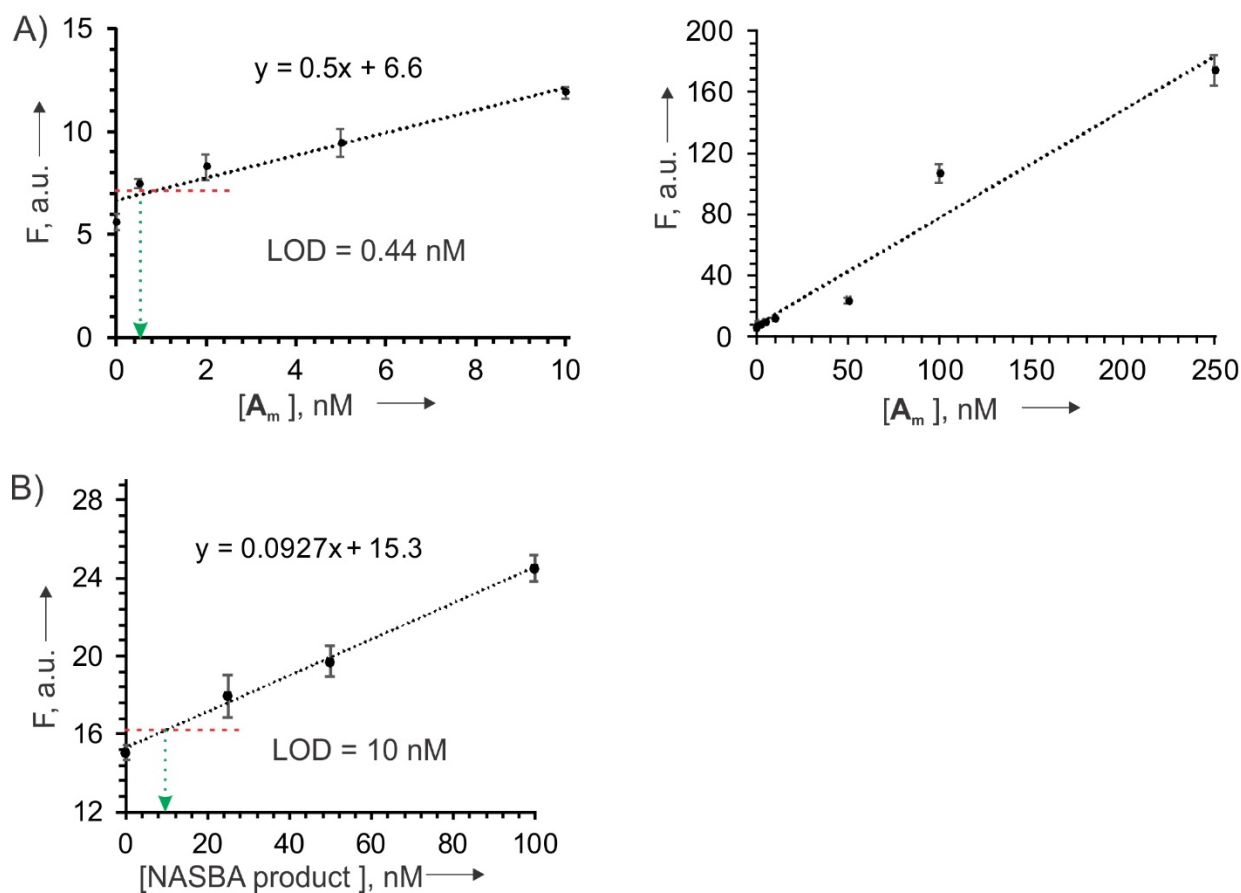 A)
15
10
5
0
F, a.u.
y = 0.5x + 6.6
LOD = 0.44 nM
0 2 4 6 8 10
[Am ], nM
200
160
120
80
40
0
F, a.u.
0 50 100 150 200 250
[Am ], nM
B)
28
24
20
16
12
F, a.u.
y = 0.0927x + 15.3
LOD = 10 nM
0 20 40 60 80 100
[NASBA product ], nM